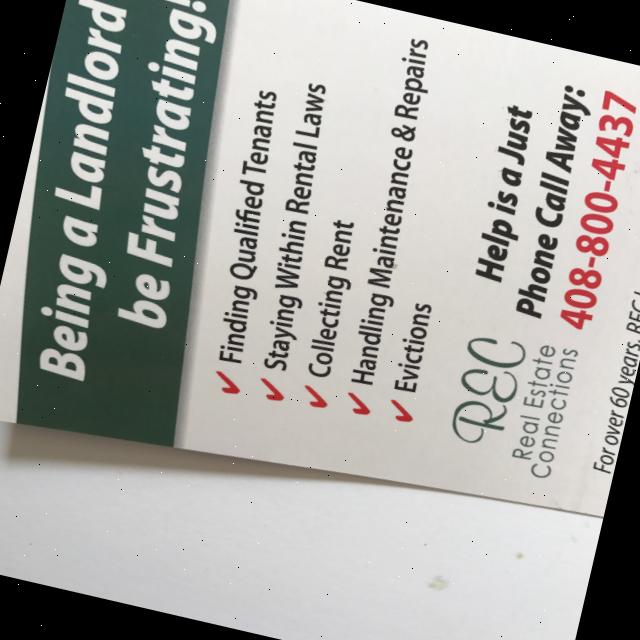 Being a Landlord
be Frustrating!
Finding Qualified Tenants
Staying Within Rental Laws
Collecting Rent
Handling Maintenance & Repairs
Evictions
Help is a Just
Phone Call Away:
408-800-4437
REC
Real Estate
Connections
For over 60 years, REC